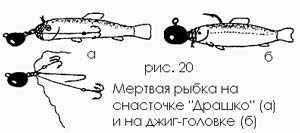 а
б
рис. 20
Мертвая рыбка на
снасточке "Драшко" (а)
и на джиг-головке (б)